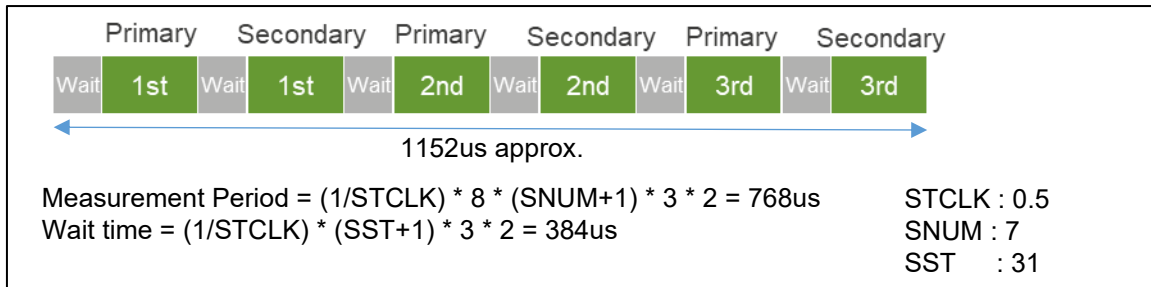 Primary Secondary Primary Secondary Primary Secondary
Wait 1st Wait 1st Wait 2nd Wait 2nd Wait 3rd Wait 3rd
1152us approx.
Measurement Period = (1/STCLK) * 8 * (SNUM+1) * 3 * 2 = 768us
Wait time = (1/STCLK) * (SST+1) * 3 * 2 = 384us
STCLK : 0.5
SNUM : 7
SST : 31